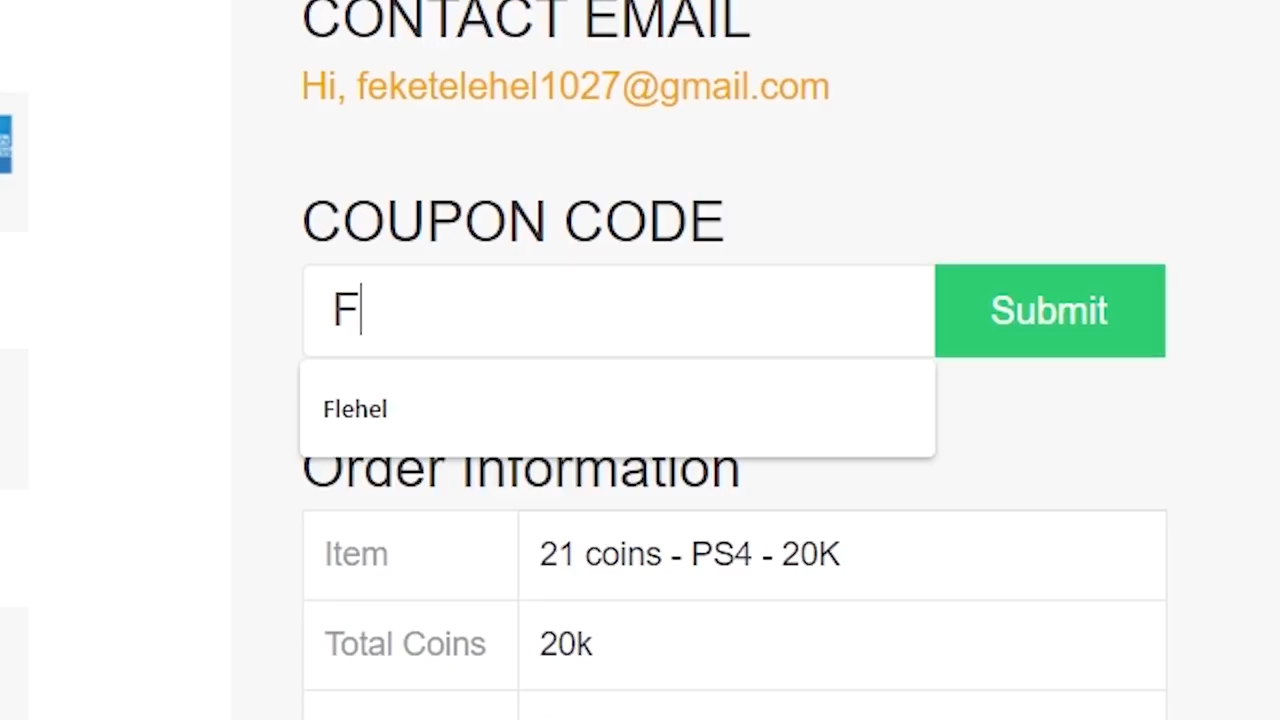 CONTACT EMAIL
Hi, feketelehel1027@gmail.com
COUPON CODE
F
Submit
Flehel
Order Information
Item
21 coins - PS4 - 20K
Total Coins
20k